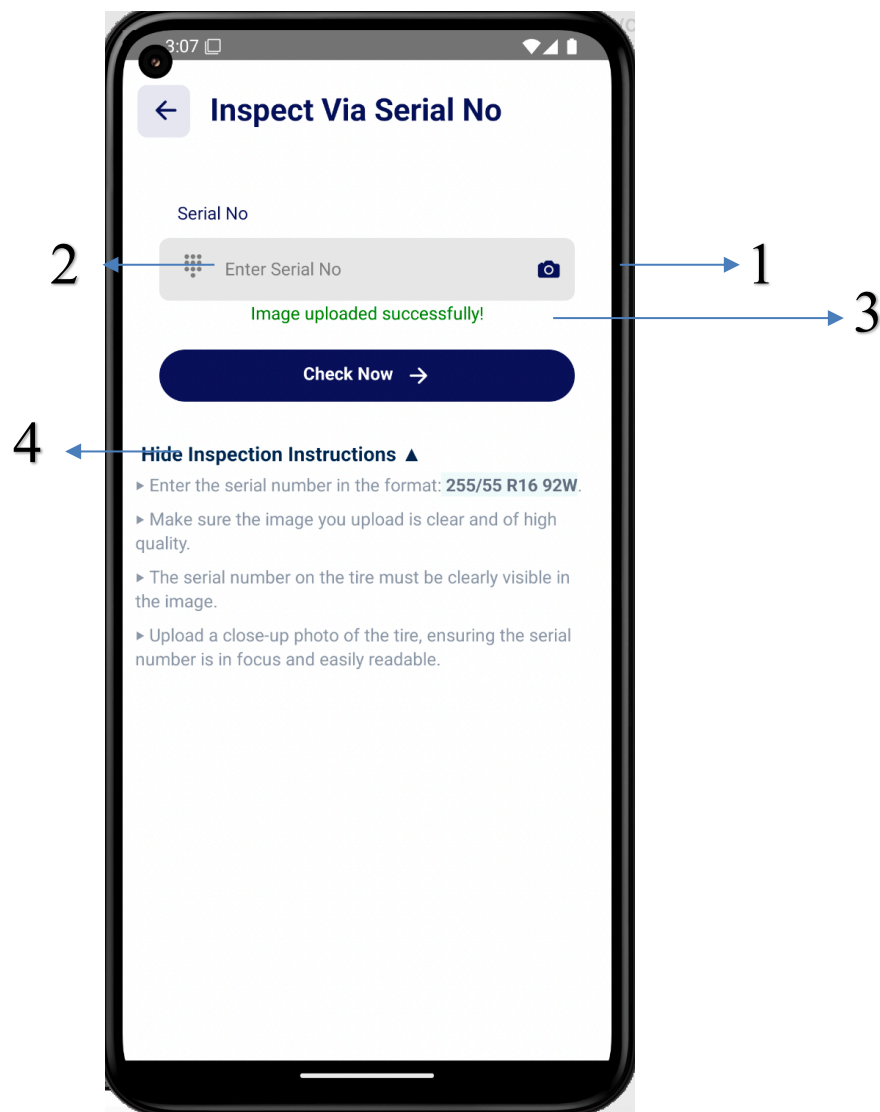 3:07
Inspect Via Serial No
Serial No
2
Enter Serial No
1
Image uploaded successfully!
3
Check Now →
4
Hide Inspection Instructions ▲
▸ Enter the serial number in the format: 255/55 R16 92W.
▸ Make sure the image you upload is clear and of high
quality.
▸ The serial number on the tire must be clearly visible in
the image.
▸ Upload a close-up photo of the tire, ensuring the serial
number is in focus and easily readable.